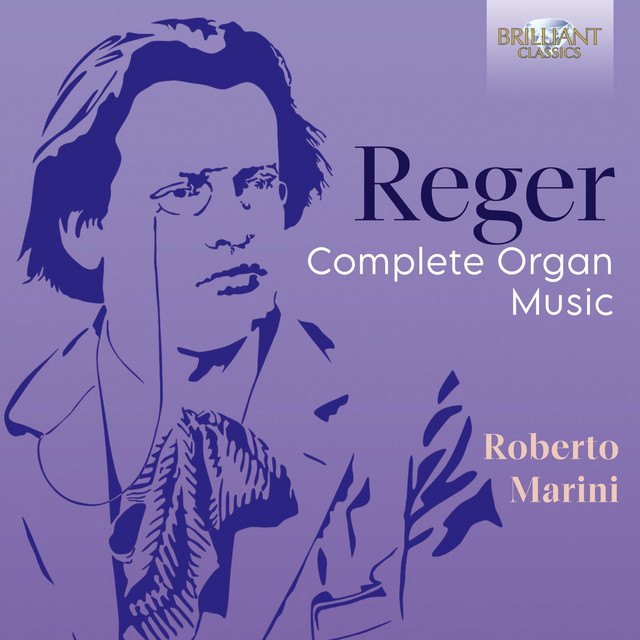 BRILLIANT
CLASSICS
Reger
Complete Organ
Music
Roberto
Marini